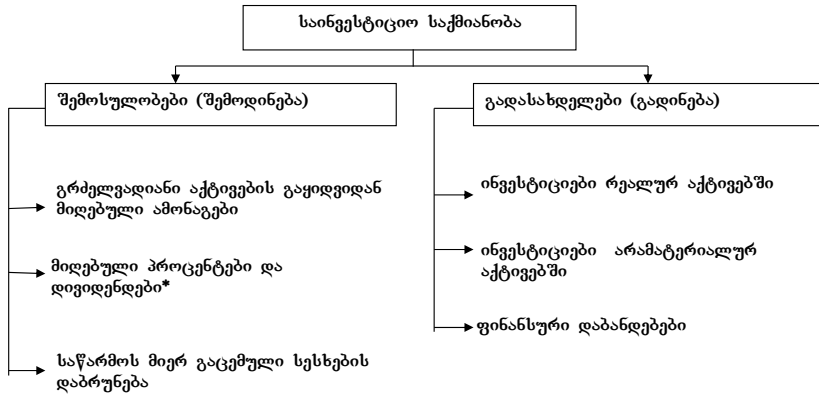 საინვესტიციო საქმიანობა
შემოსულობები (შემოდინება)
გრძელვადიანი აქტივების გაყიდვიდან
მიღებული ამონაგები
მიღებული პროცენტები და
დივიდენდები*
საწარმოს მიერ გაცემული სესხების
დაბრუნება
გადასახდელები (გადინება)
ინვესტიციები რეალურ აქტივებში
ინვესტიციები არამატერიალურ
აქტივებში
ფინანსური დაბანდებები